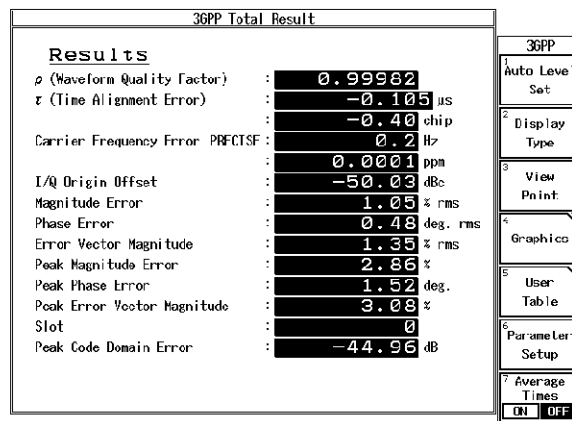 3GPP Total Result
Results
ρ (Waveform Quality Factor) : 0.99982
τ (Time Alignment Error) : -0.105 µs
: -0.40 chip
Carrier Frequency Error PRECISE : 0.2 Hz
: 0.0001 ppm
I/Q Origin Offset : -50.03 dBc
Magnitude Error : 1.05 % rms
Phase Error : 0.48 deg. rms
Error Vector Magnitude : 1.35 % rms
Peak Magnitude Error : 2.86 %
Peak Phase Error : 1.52 deg.
Peak Error Vector Magnitude : 3.08 %
Slot : 0
Peak Code Domain Error : -44.96 dB
3GPP
1
Auto Level
Set
2
Display
Type
3
View
Point
4
Graphics
5
User
Table
6
Parameter
Setup
7
Average
Times
ON OFF